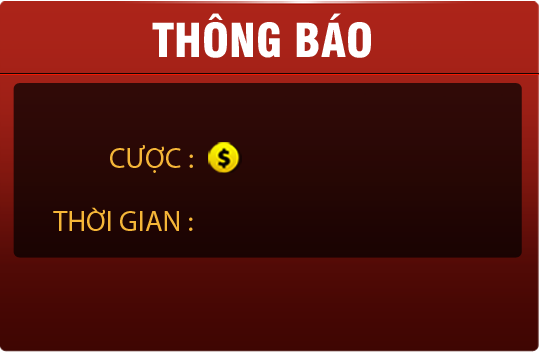 THÔNG BÁO
CƯỢC : $
THỜI GIAN :